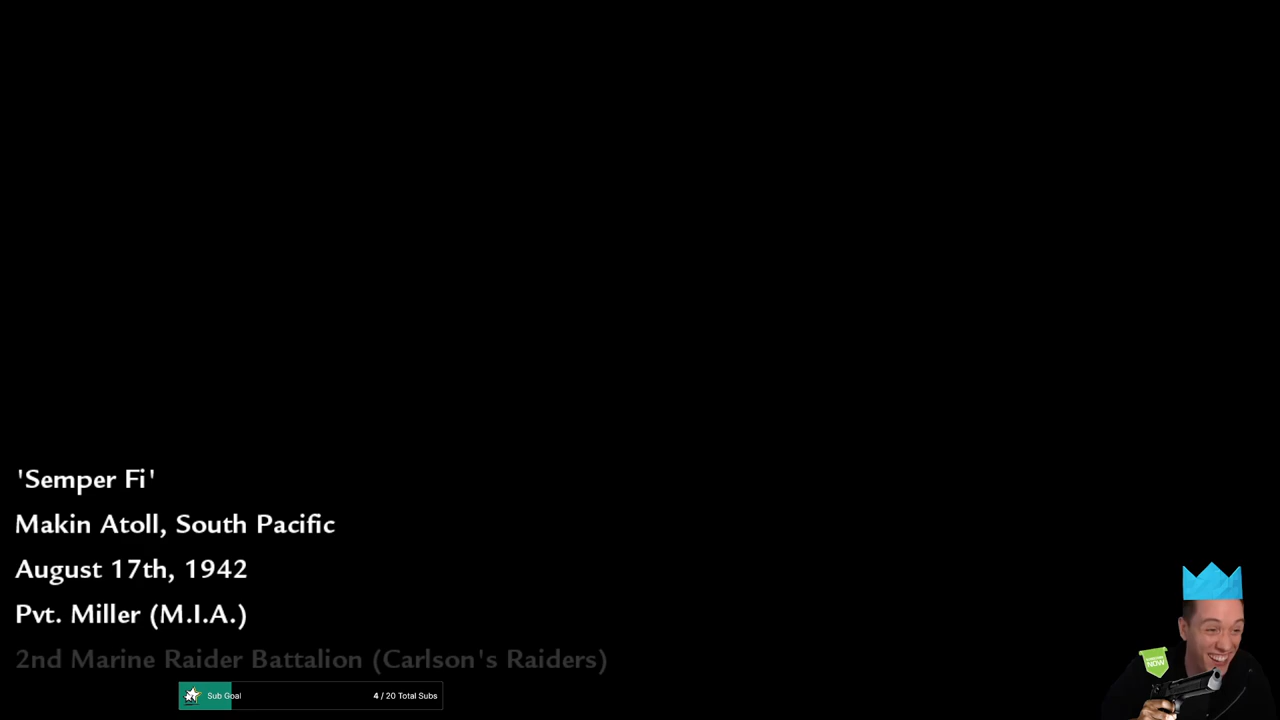 'Semper Fi'
Makin Atoll, South Pacific
August 17th, 1942
Pvt. Miller (M.I.A.)
2nd Marine Raider Battalion (Carlson's Raiders)
Sub Goal 4 / 20 Total Subs
NOW